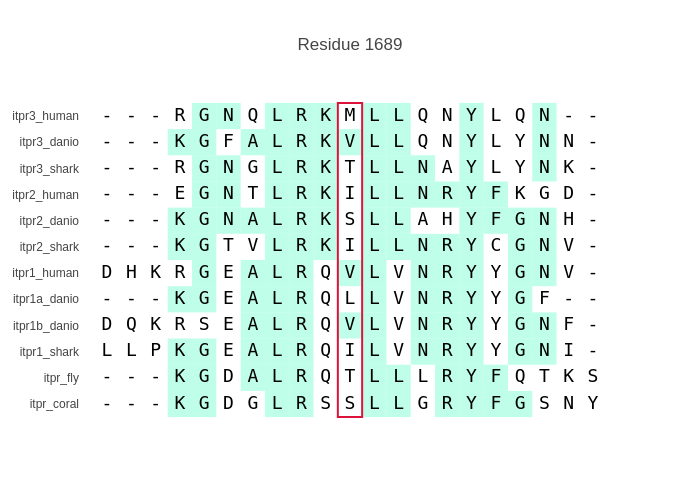 Residue 1689
itpr3_human - - - R G N Q L R K M L L Q N Y L Q N - -
itpr3_danio - - - K G F A L R K V L L Q N Y L Y N N -
itpr3_shark - - - R G N G L R K T L L N A Y L Y N K -
itpr2_human - - - E G N T L R K I L L N R Y F K G D -
itpr2_danio - - - K G N A L R K S L L A H Y F G N H -
itpr2_shark - - - K G T V L R K I L L N R Y C G N V -
itpr1_human D H K R G E A L R Q V L V N R Y Y G N V -
itpr1a_danio - - - K G E A L R Q L L V N R Y Y G F - -
itpr1b_danio D Q K R S E A L R Q V L V N R Y Y G N F -
itpr1_shark L L P K G E A L R Q I L V N R Y Y G N I -
itpr_fly - - - K G D A L R Q T L L L R Y F Q T K S
itpr_coral - - - K G D G L R S S L L G R Y F G S N Y